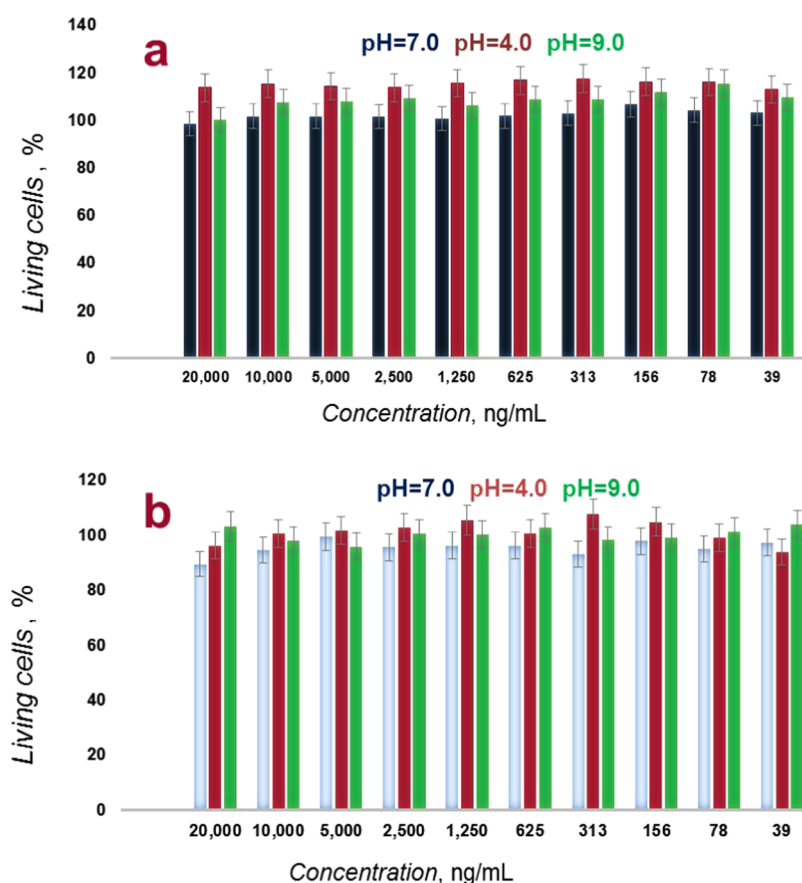 140
a
pH=7.0 pH=4.0 pH=9.0
120
100
80
60
40
20
0
Living cells, %
20,000 10,000 5,000 2,500 1,250 625 313 156 78 39
Concentration, ng/mL
120
b
pH=7.0 pH=4.0 pH=9.0
100
80
60
40
20
0
Living cells, %
20,000 10,000 5,000 2,500 1,250 625 313 156 78 39
Concentration, ng/mL